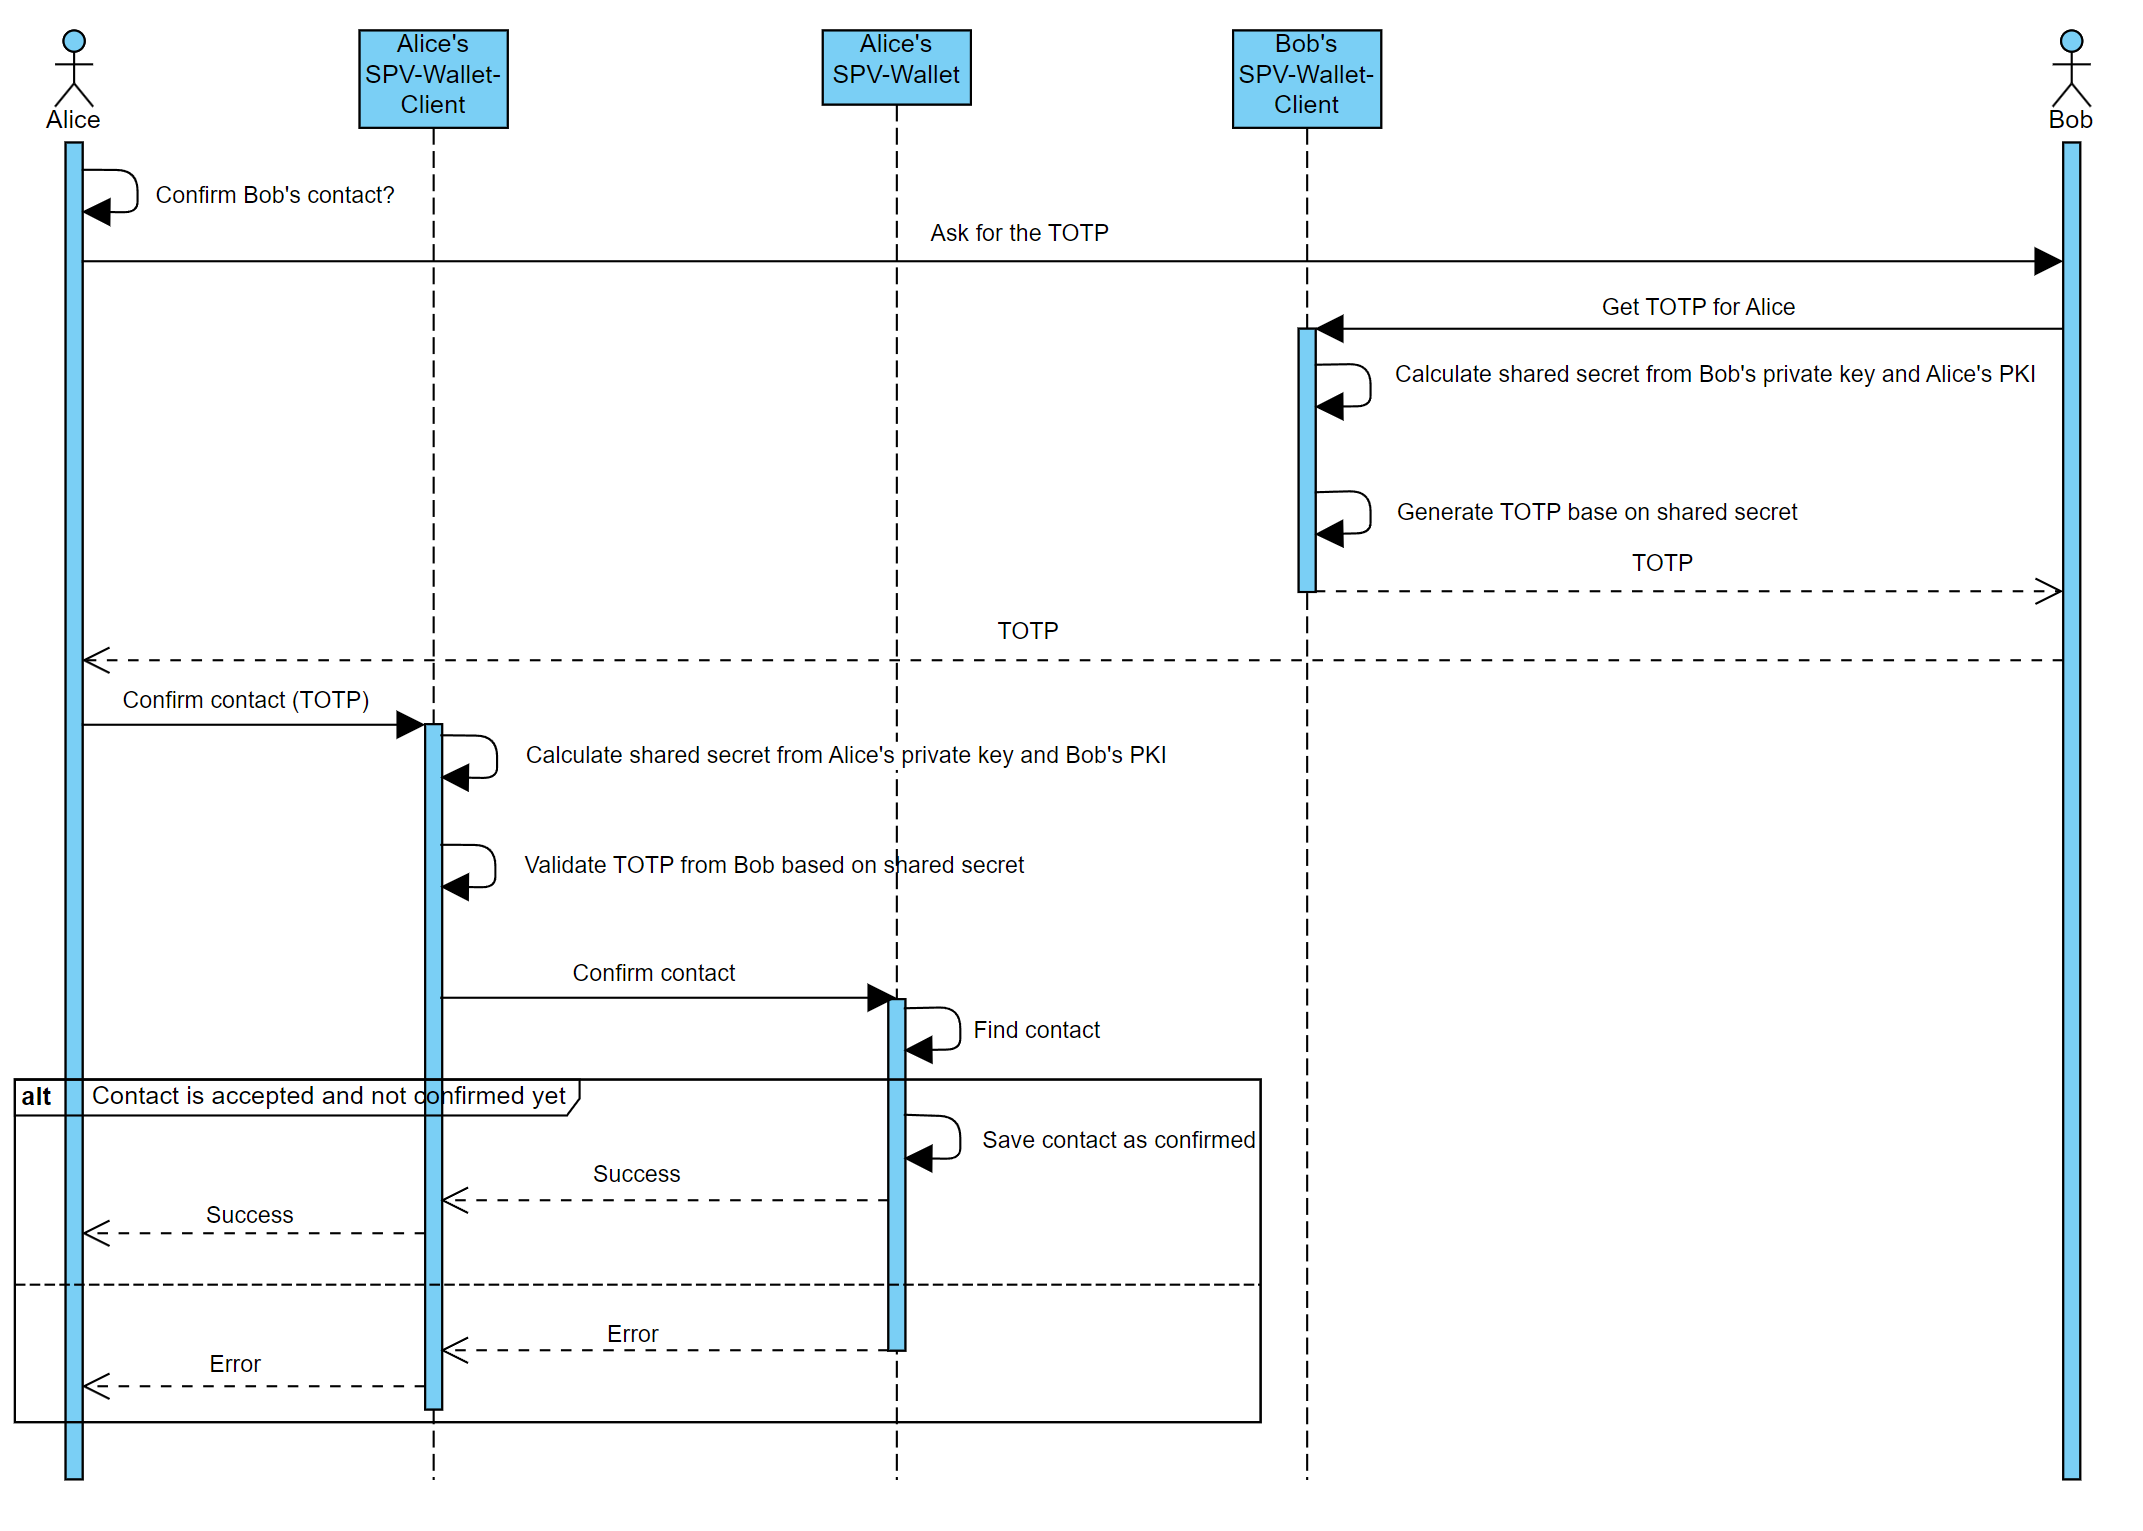 Alice's
SPV-Wallet-
Client
Alice's
SPV-Wallet
Bob's
SPV-Wallet-
Client
Alice
Bob
Confirm Bob's contact?
Ask for the TOTP
Get TOTP for Alice
Calculate shared secret from Bob's private key and Alice's PKI
Generate TOTP base on shared secret
TOTP
TOTP
Confirm contact (TOTP)
Calculate shared secret from Alice's private key and Bob's PKI
Validate TOTP from Bob based on shared secret
Confirm contact
Find contact
alt
Contact is accepted and not confirmed yet
Save contact as confirmed
Success
Success
Error
Error